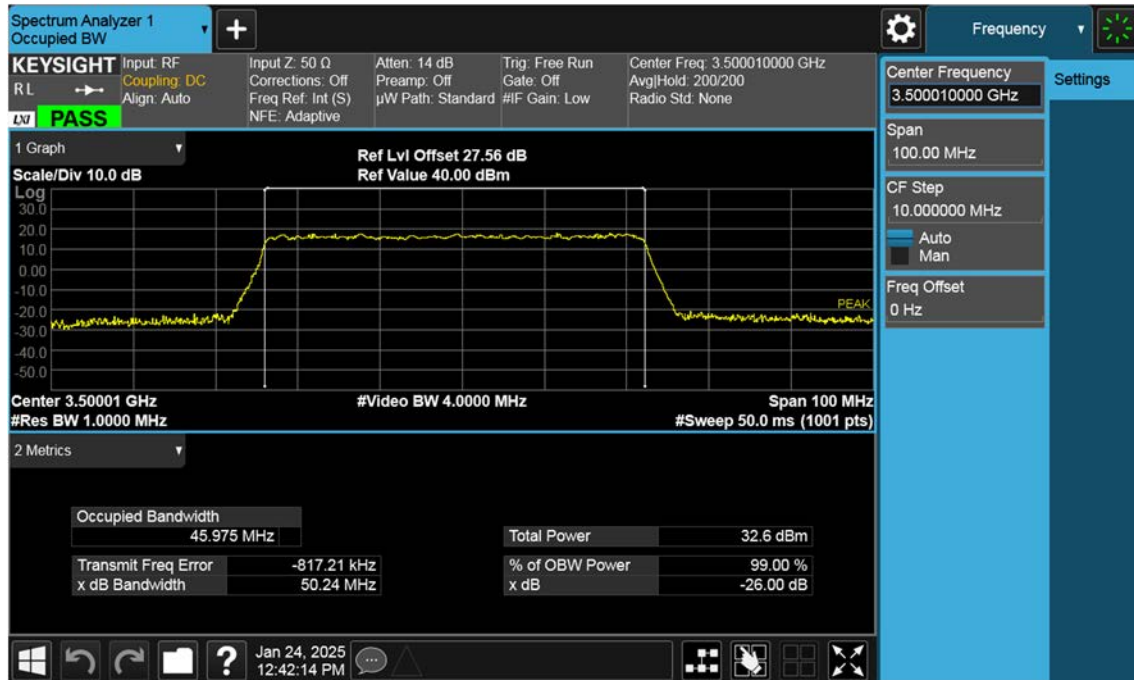 Spectrum Analyzer 1
Occupied BW
Frequency
KEYSIGHT
RL
LXI
PASS
Input: RF
Coupling: DC
Align: Auto
Input Z: 50 Ω
Corrections: Off
Freq Ref: Int (S)
NFE: Adaptive
Atten: 14 dB
Preamp: Off
µW Path: Standard
Trig: Free Run
Gate: Off
#IF Gain: Low
Center Freq: 3.500010000 GHz
Avg|Hold: 200/200
Radio Std: None
Center Frequency
3.500010000 GHz
Settings
Span
100.00 MHz
CF Step
10.000000 MHz
Auto
Man
Freq Offset
0 Hz
1 Graph
Ref Lvl Offset 27.56 dB
Scale/Div 10.0 dB
Ref Value 40.00 dBm
Log
30.0
20.0
10.0
0.00
-10.0
-20.0
-30.0
-40.0
-50.0
PEAK
Center 3.50001 GHz
#Video BW 4.0000 MHz
Span 100 MHz
#Res BW 1.0000 MHz
#Sweep 50.0 ms (1001 pts)
2 Metrics
Occupied Bandwidth
45.975 MHz
Total Power 32.6 dBm
Transmit Freq Error -817.21 kHz
% of OBW Power 99.00 %
x dB Bandwidth 50.24 MHz
x dB -26.00 dB
Jan 24, 2025
12:42:14 PM